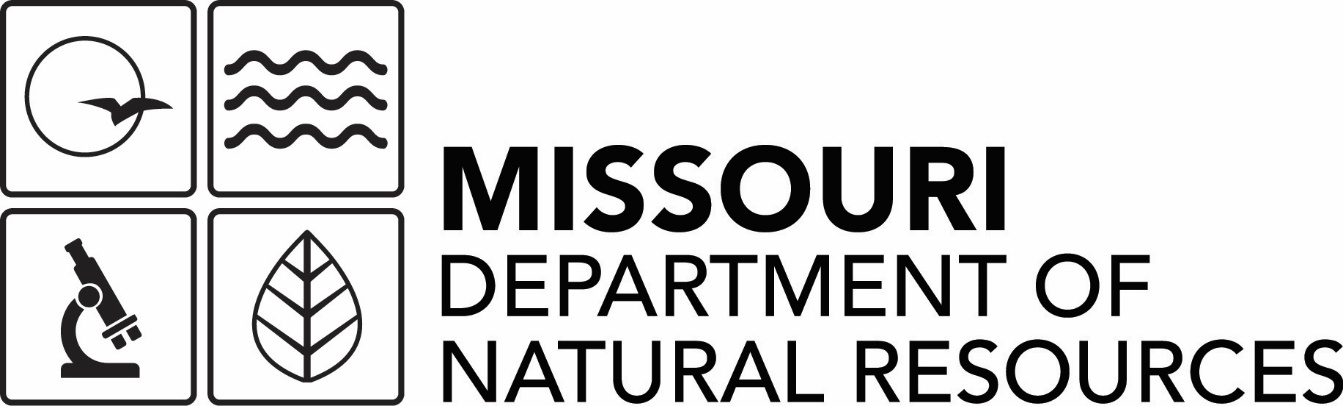 MISSOURI
DEPARTMENT OF
NATURAL RESOURCES